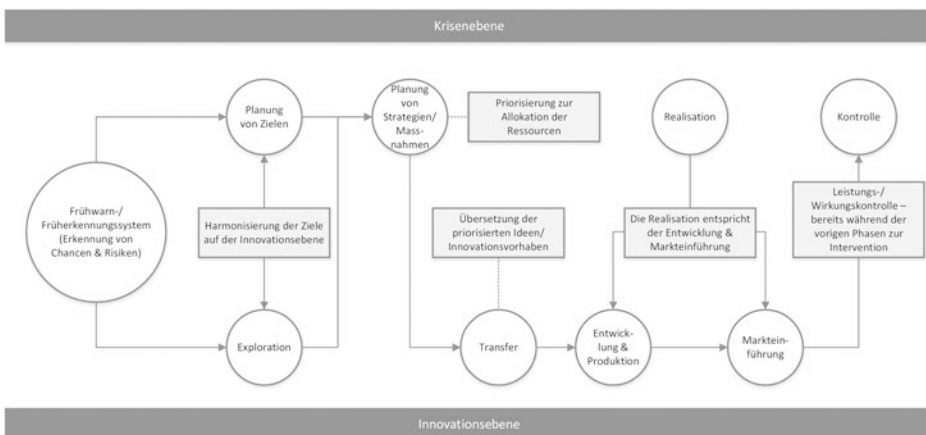 Krisenebene
Planung
von Zielen
Planung
von
Strategien/
Mass-
nahmen
Priorisierung zur
Allokation der
Ressourcen
Realisation
Kontrolle
Frühwarn-/
Früherkennungssystem
(Erkennung von
Chancen & Risiken)
Harmonisierung der Ziele
auf der Innovationsebene
Übersetzung der
priorisierten Ideen/
Innovationsvorhaben
Die Realisation entspricht
der Entwicklung &
Markteinführung
Leistungs-/
Wirkungskontrolle –
bereits während der
vorigen Phasen zur
Intervention
Exploration
Transfer
Entwick-
lung &
Produktion
Marktein-
führung
Innovationsebene